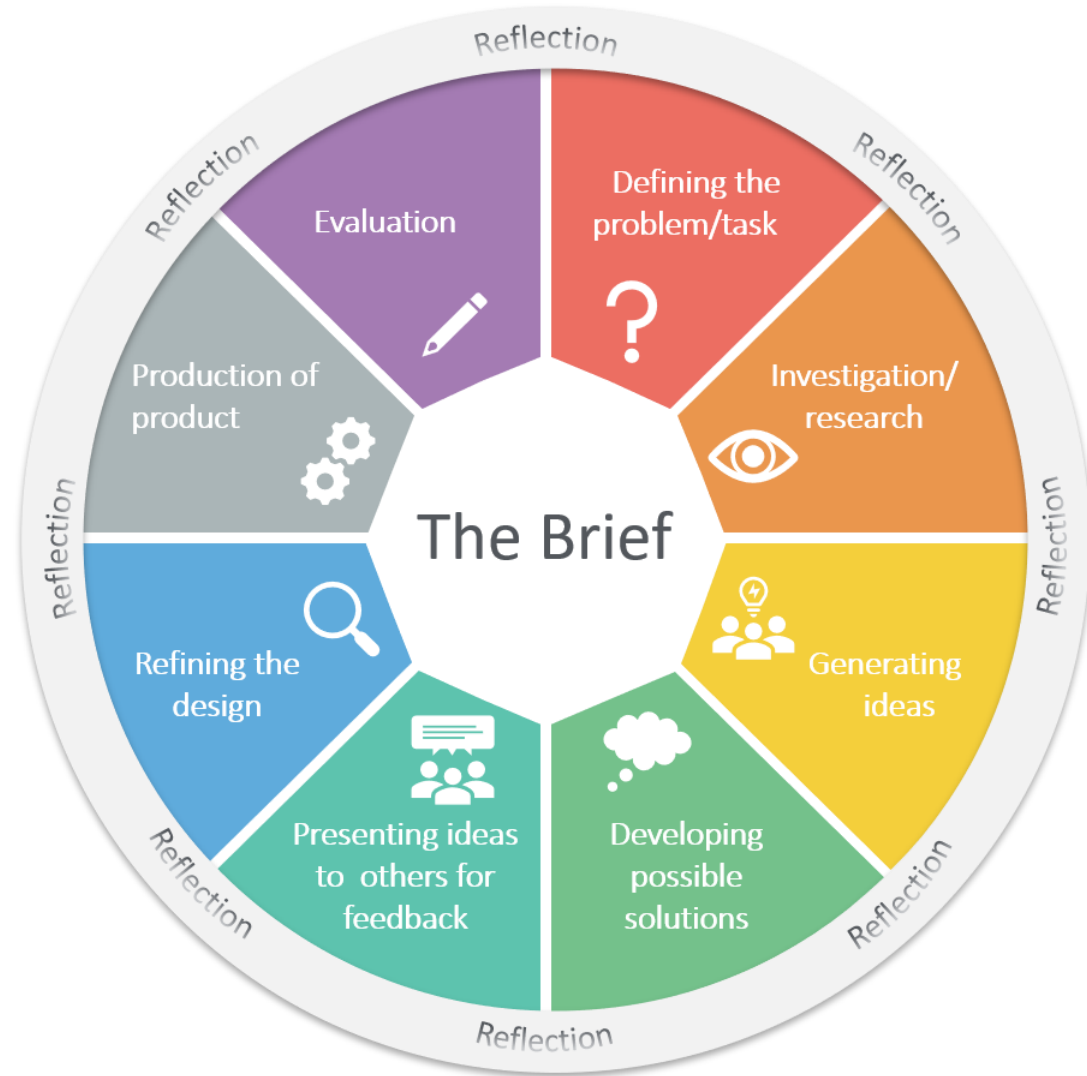 Reflection
Reflection
Reflection
Reflection
Reflection
Reflection
Reflection
Reflection
Defining the
problem/task
Investigation/
research
Generating
ideas
Developing
possible
solutions
Presenting ideas
to others for
feedback
Refining the
design
Production of
product
Evaluation
The Brief